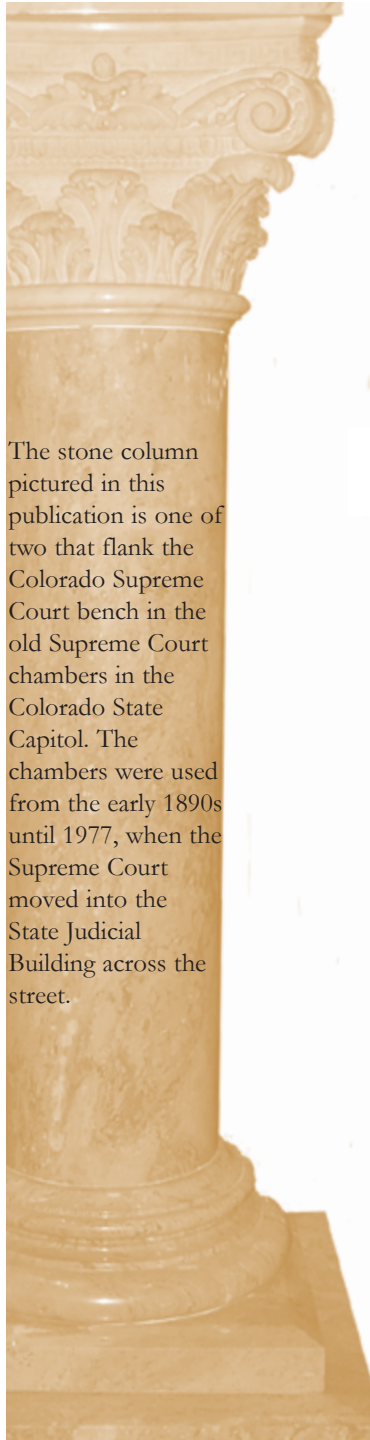 The stone column
pictured in this
publication is one of
two that flank the
Colorado Supreme
Court bench in the
old Supreme Court
chambers in the
Colorado State
Capitol. The
chambers were used
from the early 1890s
until 1977, when the
Supreme Court
moved into the
State Judicial
Building across the
street.